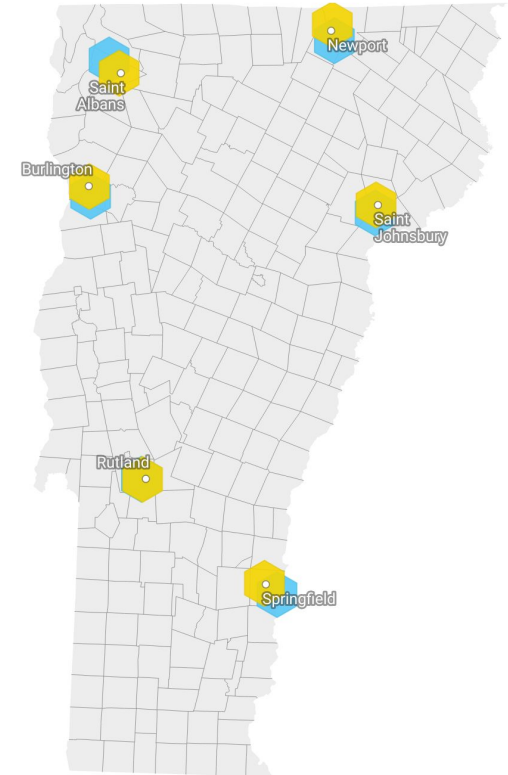 Newport
Saint
Albans
Burlington
Saint
Johnsbury
Rutland
Springfield